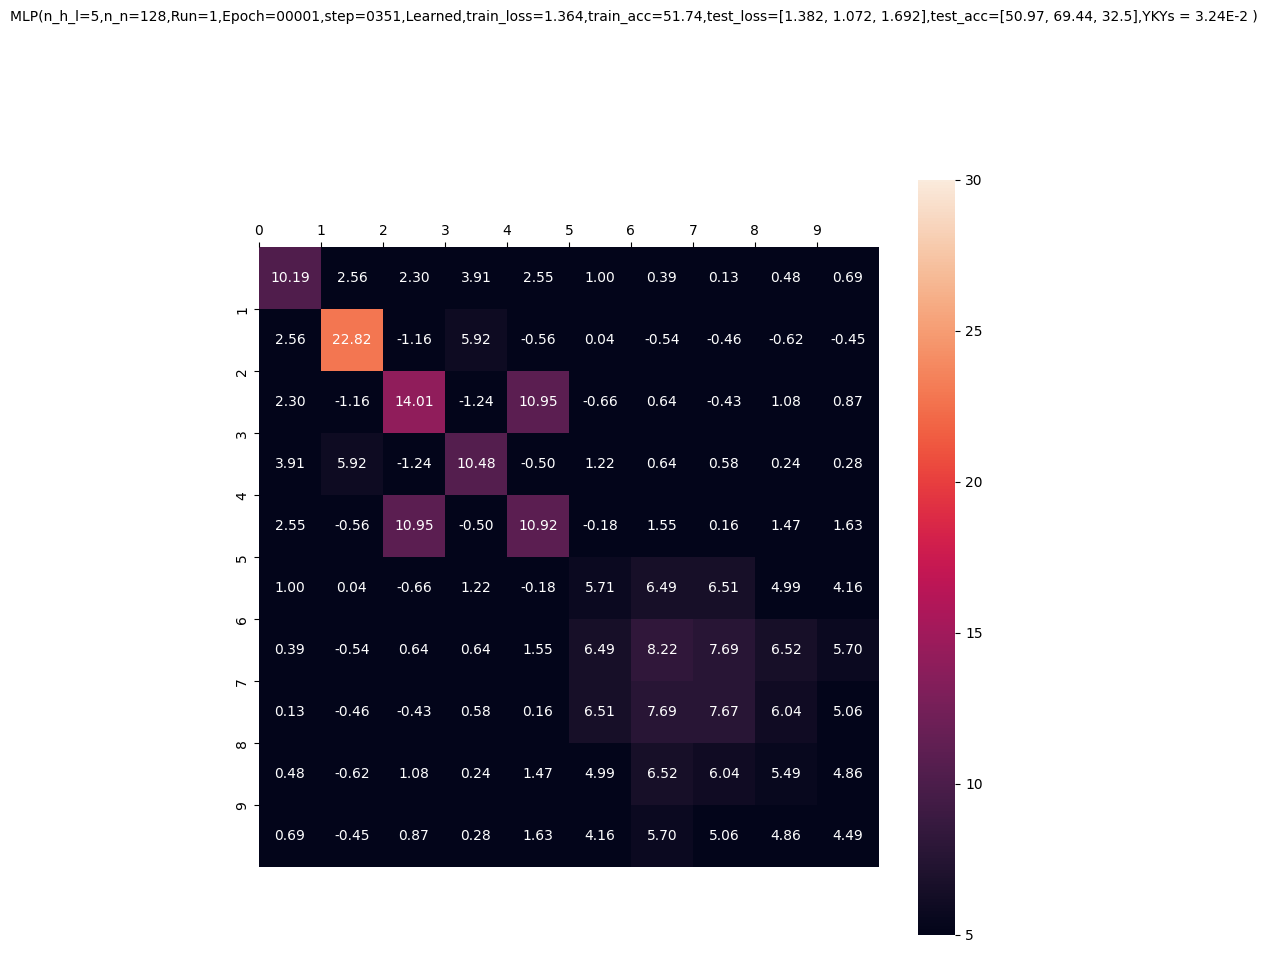 MLP(n_h_l=5,n_n=128,Run=1,Epoch=00001,step=0351,Learned,train_loss=1.364,train_acc=51.74,test_loss=[1.382, 1.072, 1.692],test_acc=[50.97, 69.44, 32.5],YKYs = 3.24E-2 )
30
0 1 2 3 4 5 6 7 8 9
10.19 2.56 2.30 3.91 2.55 1.00 0.39 0.13 0.48 0.69
1
2.56 22.82 -1.16 5.92 -0.56 0.04 -0.54 -0.46 -0.62 -0.45
25
2
2.30 -1.16 14.01 -1.24 10.95 -0.66 0.64 -0.43 1.08 0.87
3
3.91 5.92 -1.24 10.48 -0.50 1.22 0.64 0.58 0.24 0.28
20
4
2.55 -0.56 10.95 -0.50 10.92 -0.18 1.55 0.16 1.47 1.63
5
1.00 0.04 -0.66 1.22 -0.18 5.71 6.49 6.51 4.99 4.16
6
15
0.39 -0.54 0.64 0.64 1.55 6.49 8.22 7.69 6.52 5.70
7
0.13 -0.46 -0.43 0.58 0.16 6.51 7.69 7.67 6.04 5.06
8
0.48 -0.62 1.08 0.24 1.47 4.99 6.52 6.04 5.49 4.86
10
9
0.69 -0.45 0.87 0.28 1.63 4.16 5.70 5.06 4.86 4.49
5